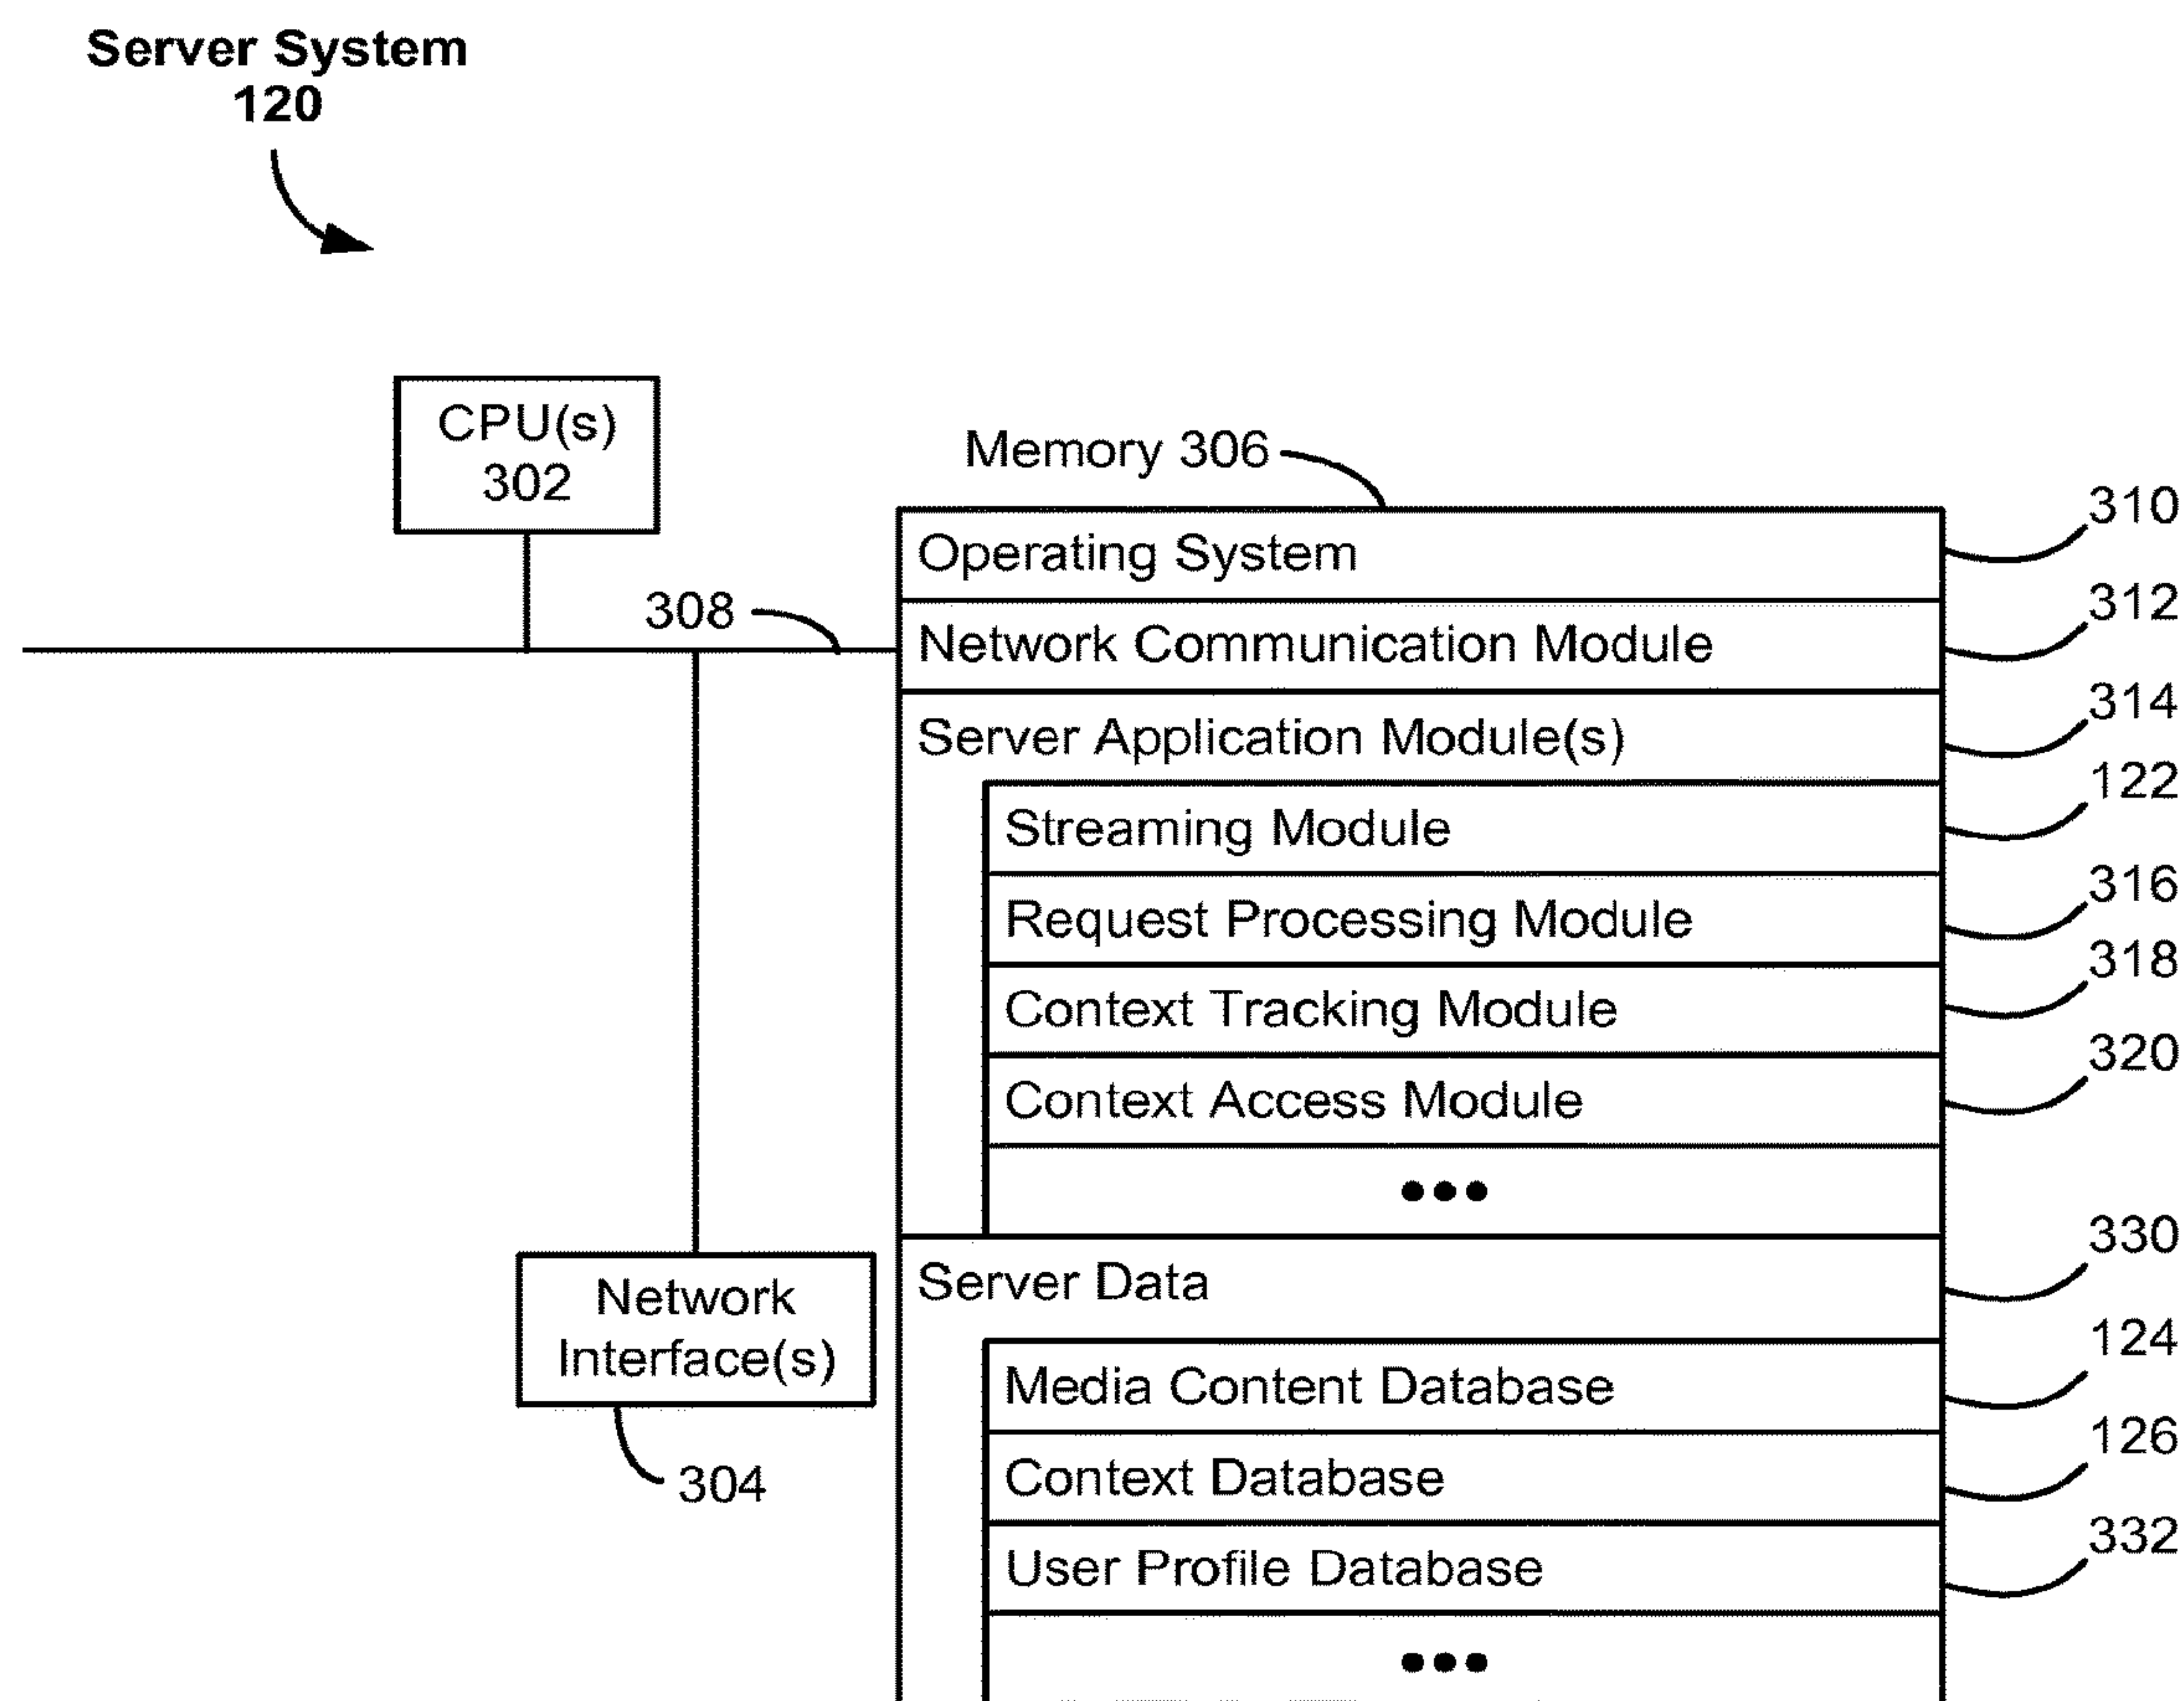 Server System
120
CPU(s)
302
Memory 306
310
Operating System
308
312
Network Communication Module
314
Server Application Module(s)
122
Streaming Module
316
Request Processing Module
318
Context Tracking Module
320
Context Access Module
•••
330
Server Data
Network
Interface(s)
304
124
Media Content Database
126
Context Database
332
User Profile Database
•••